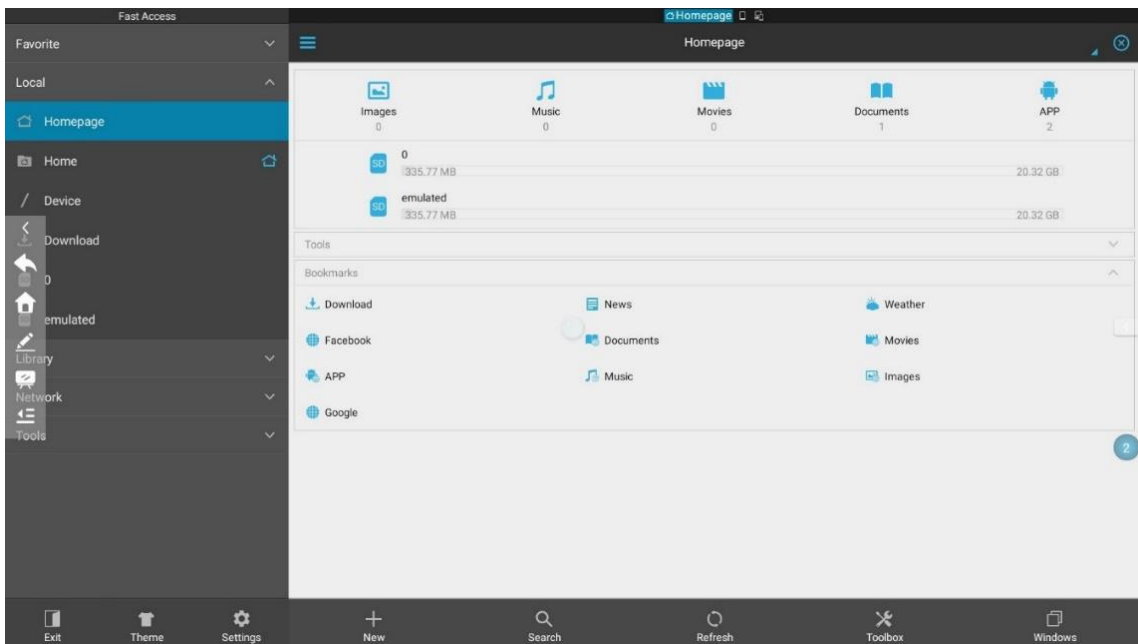 Fast Access
Favorite
Local
Homepage
Home
Device
Download
0
emulated
Library
Network
Tools
Exit Theme Settings
Homepage
Homepage
Images Music Movies Documents APP
0 0 0 1 2
SD 0
335.77 MB 20.32 GB
SD emulated
335.77 MB 20.32 GB
Tools
Bookmarks
Download News Weather
Facebook Documents Movies
APP Music Images
Google
2
New Search Refresh Toolbox Windows